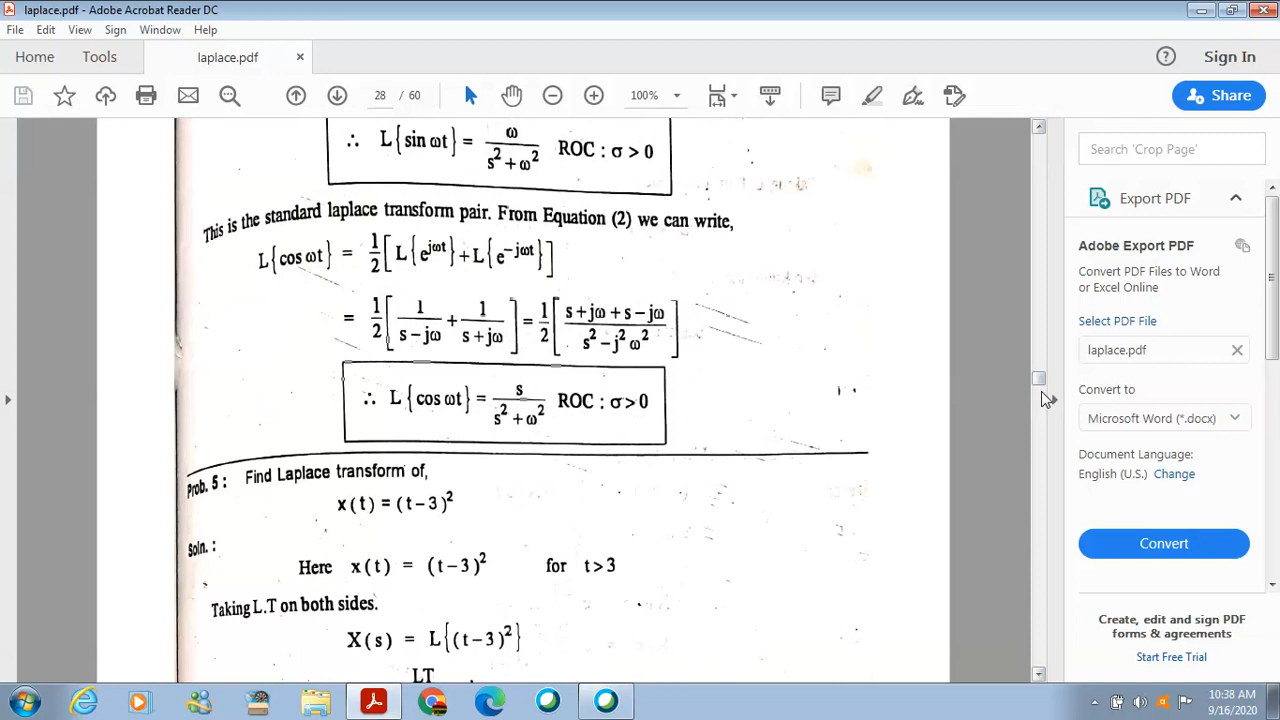 laplace.pdf - Adobe Acrobat Reader DC
File Edit View Sign Window Help
Home Tools laplace.pdf × ? Sign In
28 / 60 100% Share
∴ L{sin ωt} = ω / (s² + ω²) ROC : σ > 0
This is the standard laplace transform pair. From Equation (2) we can write,
L{cos ωt} = 1/2 [ L{e^jωt} + L{e^−jωt} ]
= 1/2 [ 1/(s − jω) + 1/(s + jω) ] = 1/2 [ (s + jω + s − jω) / (s² − j² ω²) ]
∴ L{cos ωt} = s / (s² + ω²) ROC : σ > 0
Prob. 5 : Find Laplace transform of,
x(t) = (t − 3)²
Soln. :
Here x(t) = (t − 3)² for t > 3
Taking L.T on both sides.
X(s) = L{(t − 3)²}
LT
Search 'Crop Page'
Export PDF
Adobe Export PDF
Convert PDF Files to Word
or Excel Online
Select PDF File
laplace.pdf
Convert to
Microsoft Word (*.docx)
Document Language:
English (U.S.) Change
Convert
Create, edit and sign PDF
forms & agreements
Start Free Trial
10:38 AM
9/16/2020